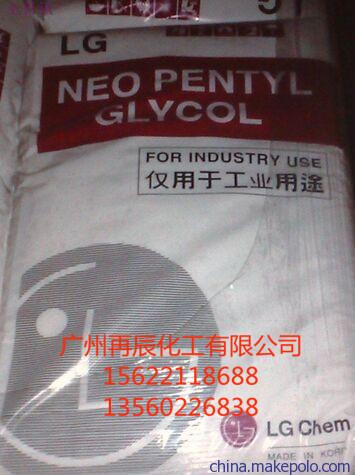 LG
NEO PENTYL
GLYCOL
FOR INDUSTRY USE
仅用于工业用途
广州再辰化工有限公司
15622118688
13560226838
LG Chem
MADE IN KOREA
china.makepolo.com